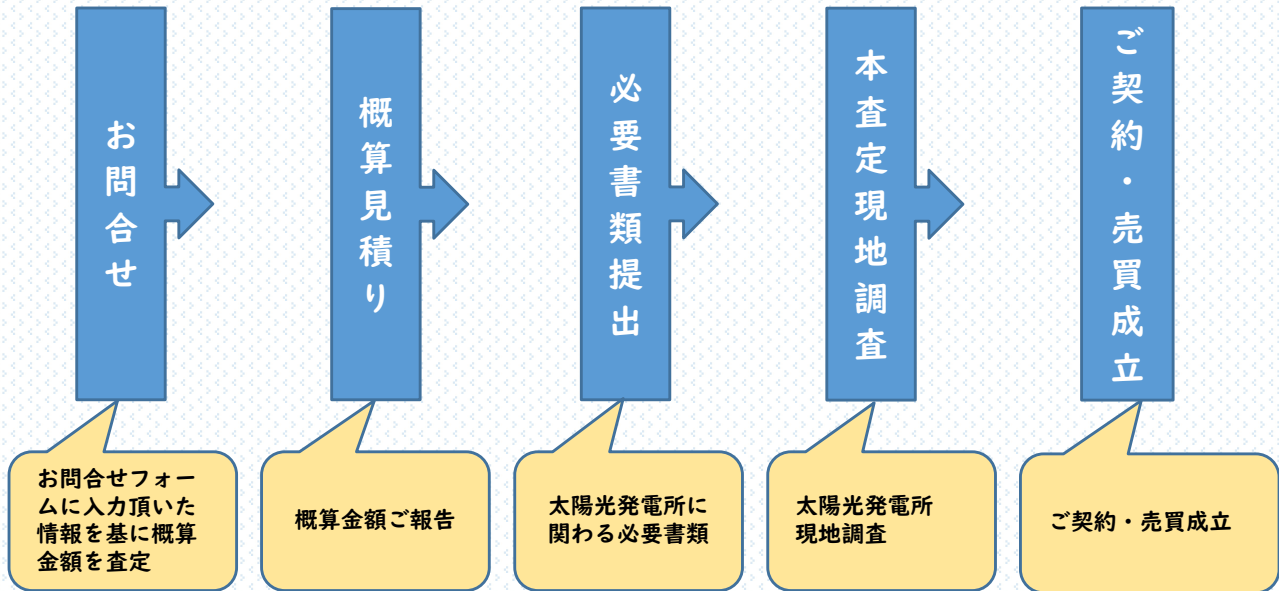 お問合せ
概算見積り
必要書類提出
本査定現地調査
ご契約・売買成立
お問合せフォー
ムに入力頂いた
情報を基に概算
金額を査定
概算金額ご報告
太陽光発電所に
関わる必要書類
太陽光発電所
現地調査
ご契約・売買成立